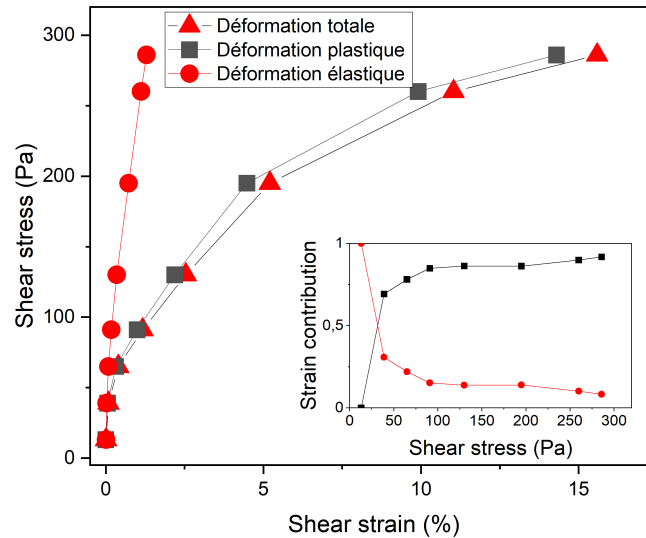 Déformation totale
Déformation plastique
Déformation élastique
300
200
100
0
Shear stress (Pa)
0
5
10
15
Shear strain (%)
1
0,5
0
Strain contribution
0
50
100
150
200
250
300
Shear stress (Pa)